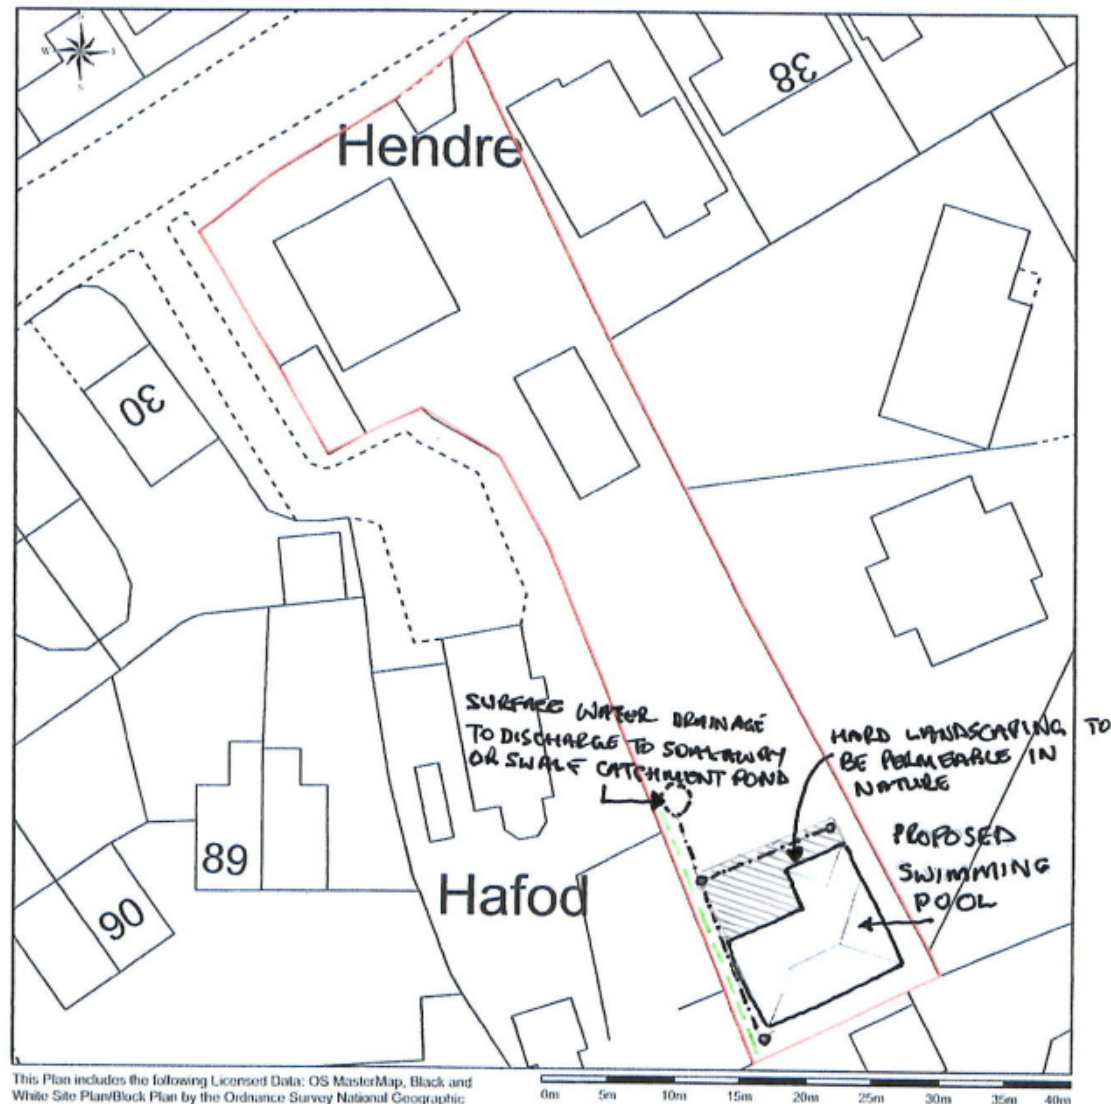 N
W
E
S
38
Hendre
30
SURFACE WATER DRAINAGE
TO DISCHARGE TO SOAKAWAY
OR SWALE CATCHMENT POND
HARD LANDSCAPING TO
BE PERMEABLE IN
NATURE
PROPOSED
SWIMMING
POOL
89
Hafod
90
This Plan includes the following Licensed Data: OS MasterMap, Black and
White Site Plan/Block Plan by the Ordnance Survey National Geographic
0m 5m 10m 15m 20m 25m 30m 35m 40m